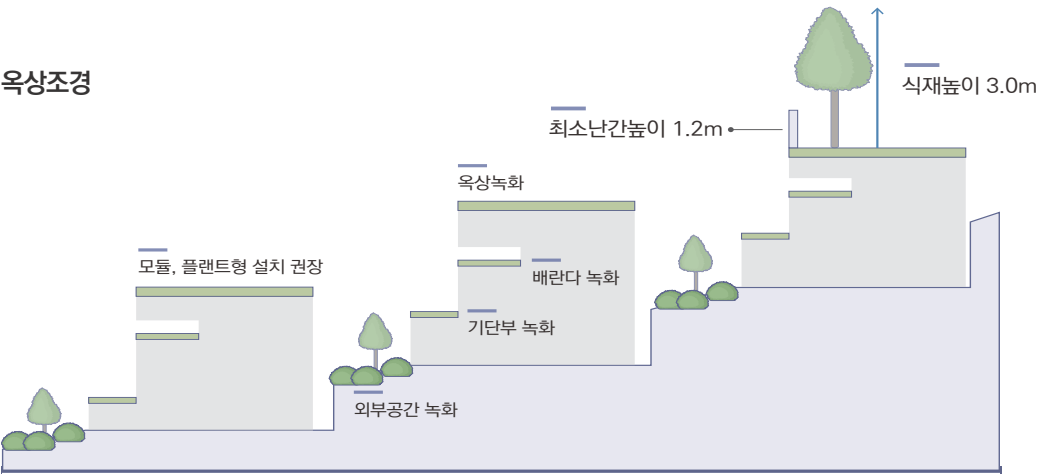 옥상조경
식재높이 3.0m
최소난간높이 1.2m
옥상녹화
모듈, 플랜트형 설치 권장
배란다 녹화
기단부 녹화
외부공간 녹화